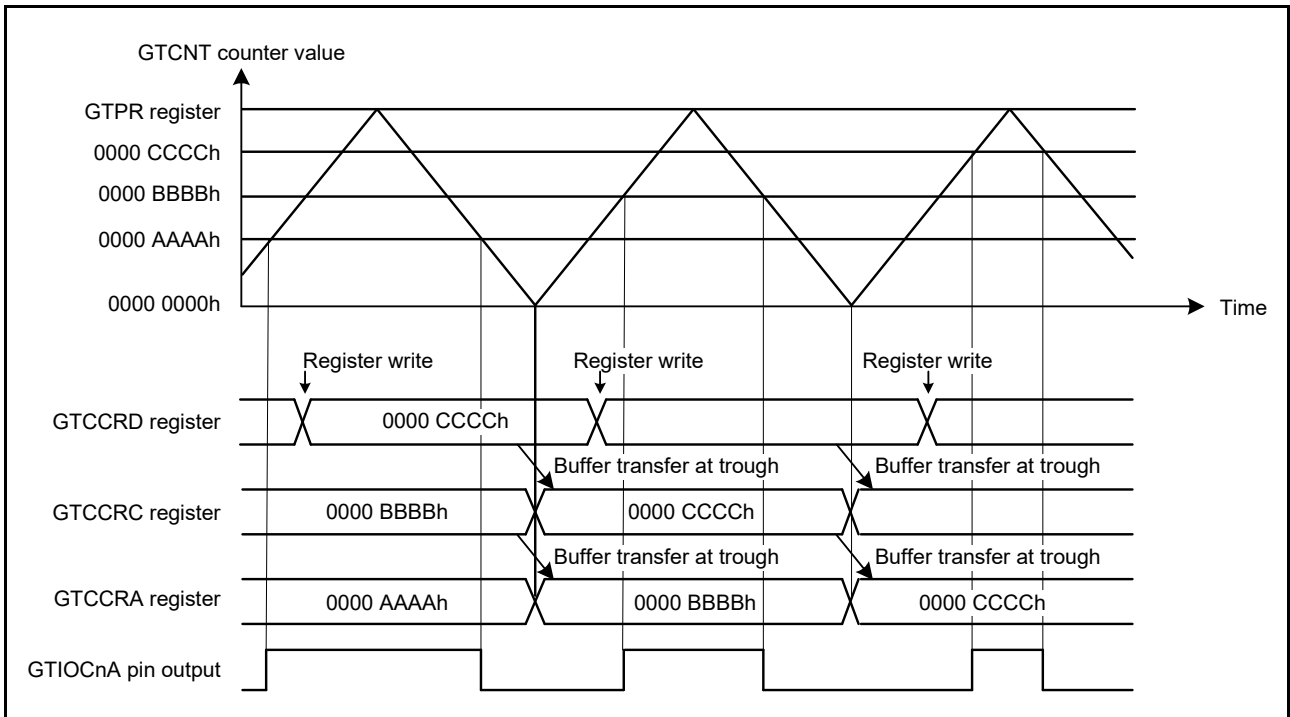 GTCNT counter value
GTPR register
0000 CCCCh
0000 BBBBh
0000 AAAAh
0000 0000h
Time
Register write Register write Register write
GTCCRD register 0000 CCCCh
Buffer transfer at trough Buffer transfer at trough
GTCCRC register 0000 BBBBh 0000 CCCCh
Buffer transfer at trough Buffer transfer at trough
GTCCRA register 0000 AAAAh 0000 BBBBh 0000 CCCCh
GTIOCnA pin output